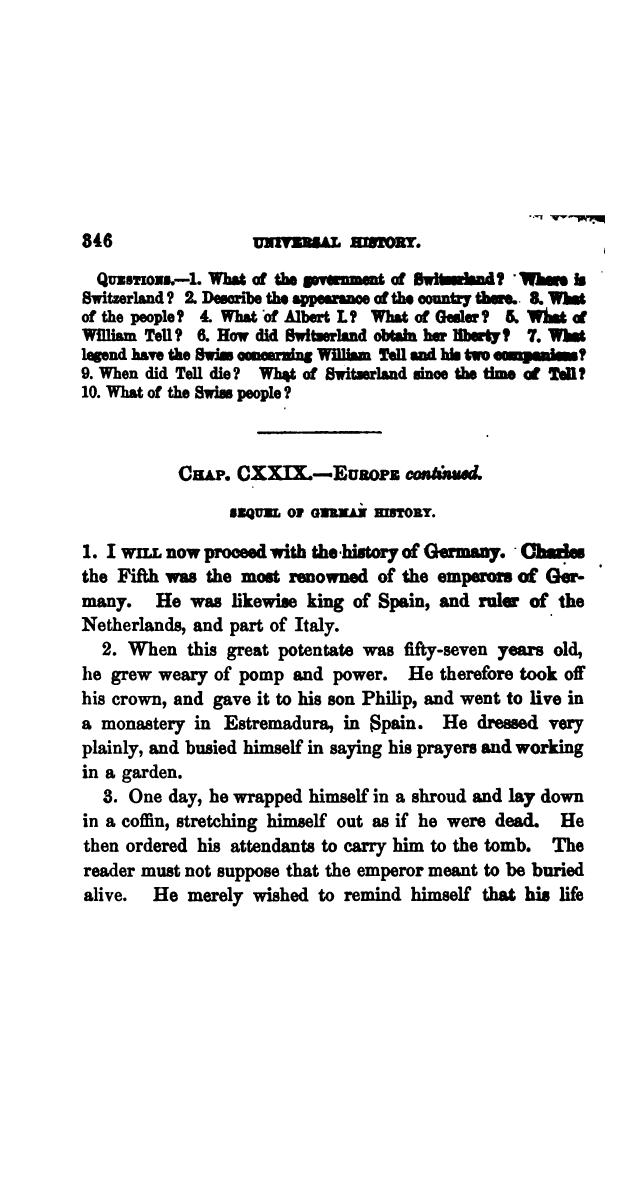 346 UNIVERSAL HISTORY.
QUESTIONS.—1. What of the government of Switzerland? Where is
Switzerland? 2. Describe the appearance of the country there. 3. What
of the people? 4. What of Albert I.? What of Gesler? 5. What of
William Tell? 6. How did Switzerland obtain her liberty? 7. What
legend have the Swiss concerning William Tell and his two companions?
9. When did Tell die? What of Switzerland since the time of Tell?
10. What of the Swiss people?
CHAP. CXXIX.—EUROPE continued.
SEQUEL OF GERMAN HISTORY.
1. I WILL now proceed with the history of Germany. Charles
the Fifth was the most renowned of the emperors of Ger-
many. He was likewise king of Spain, and ruler of the
Netherlands, and part of Italy.
2. When this great potentate was fifty-seven years old,
he grew weary of pomp and power. He therefore took off
his crown, and gave it to his son Philip, and went to live in
a monastery in Estremadura, in Spain. He dressed very
plainly, and busied himself in saying his prayers and working
in a garden.
3. One day, he wrapped himself in a shroud and lay down
in a coffin, stretching himself out as if he were dead. He
then ordered his attendants to carry him to the tomb. The
reader must not suppose that the emperor meant to be buried
alive. He merely wished to remind himself that his life